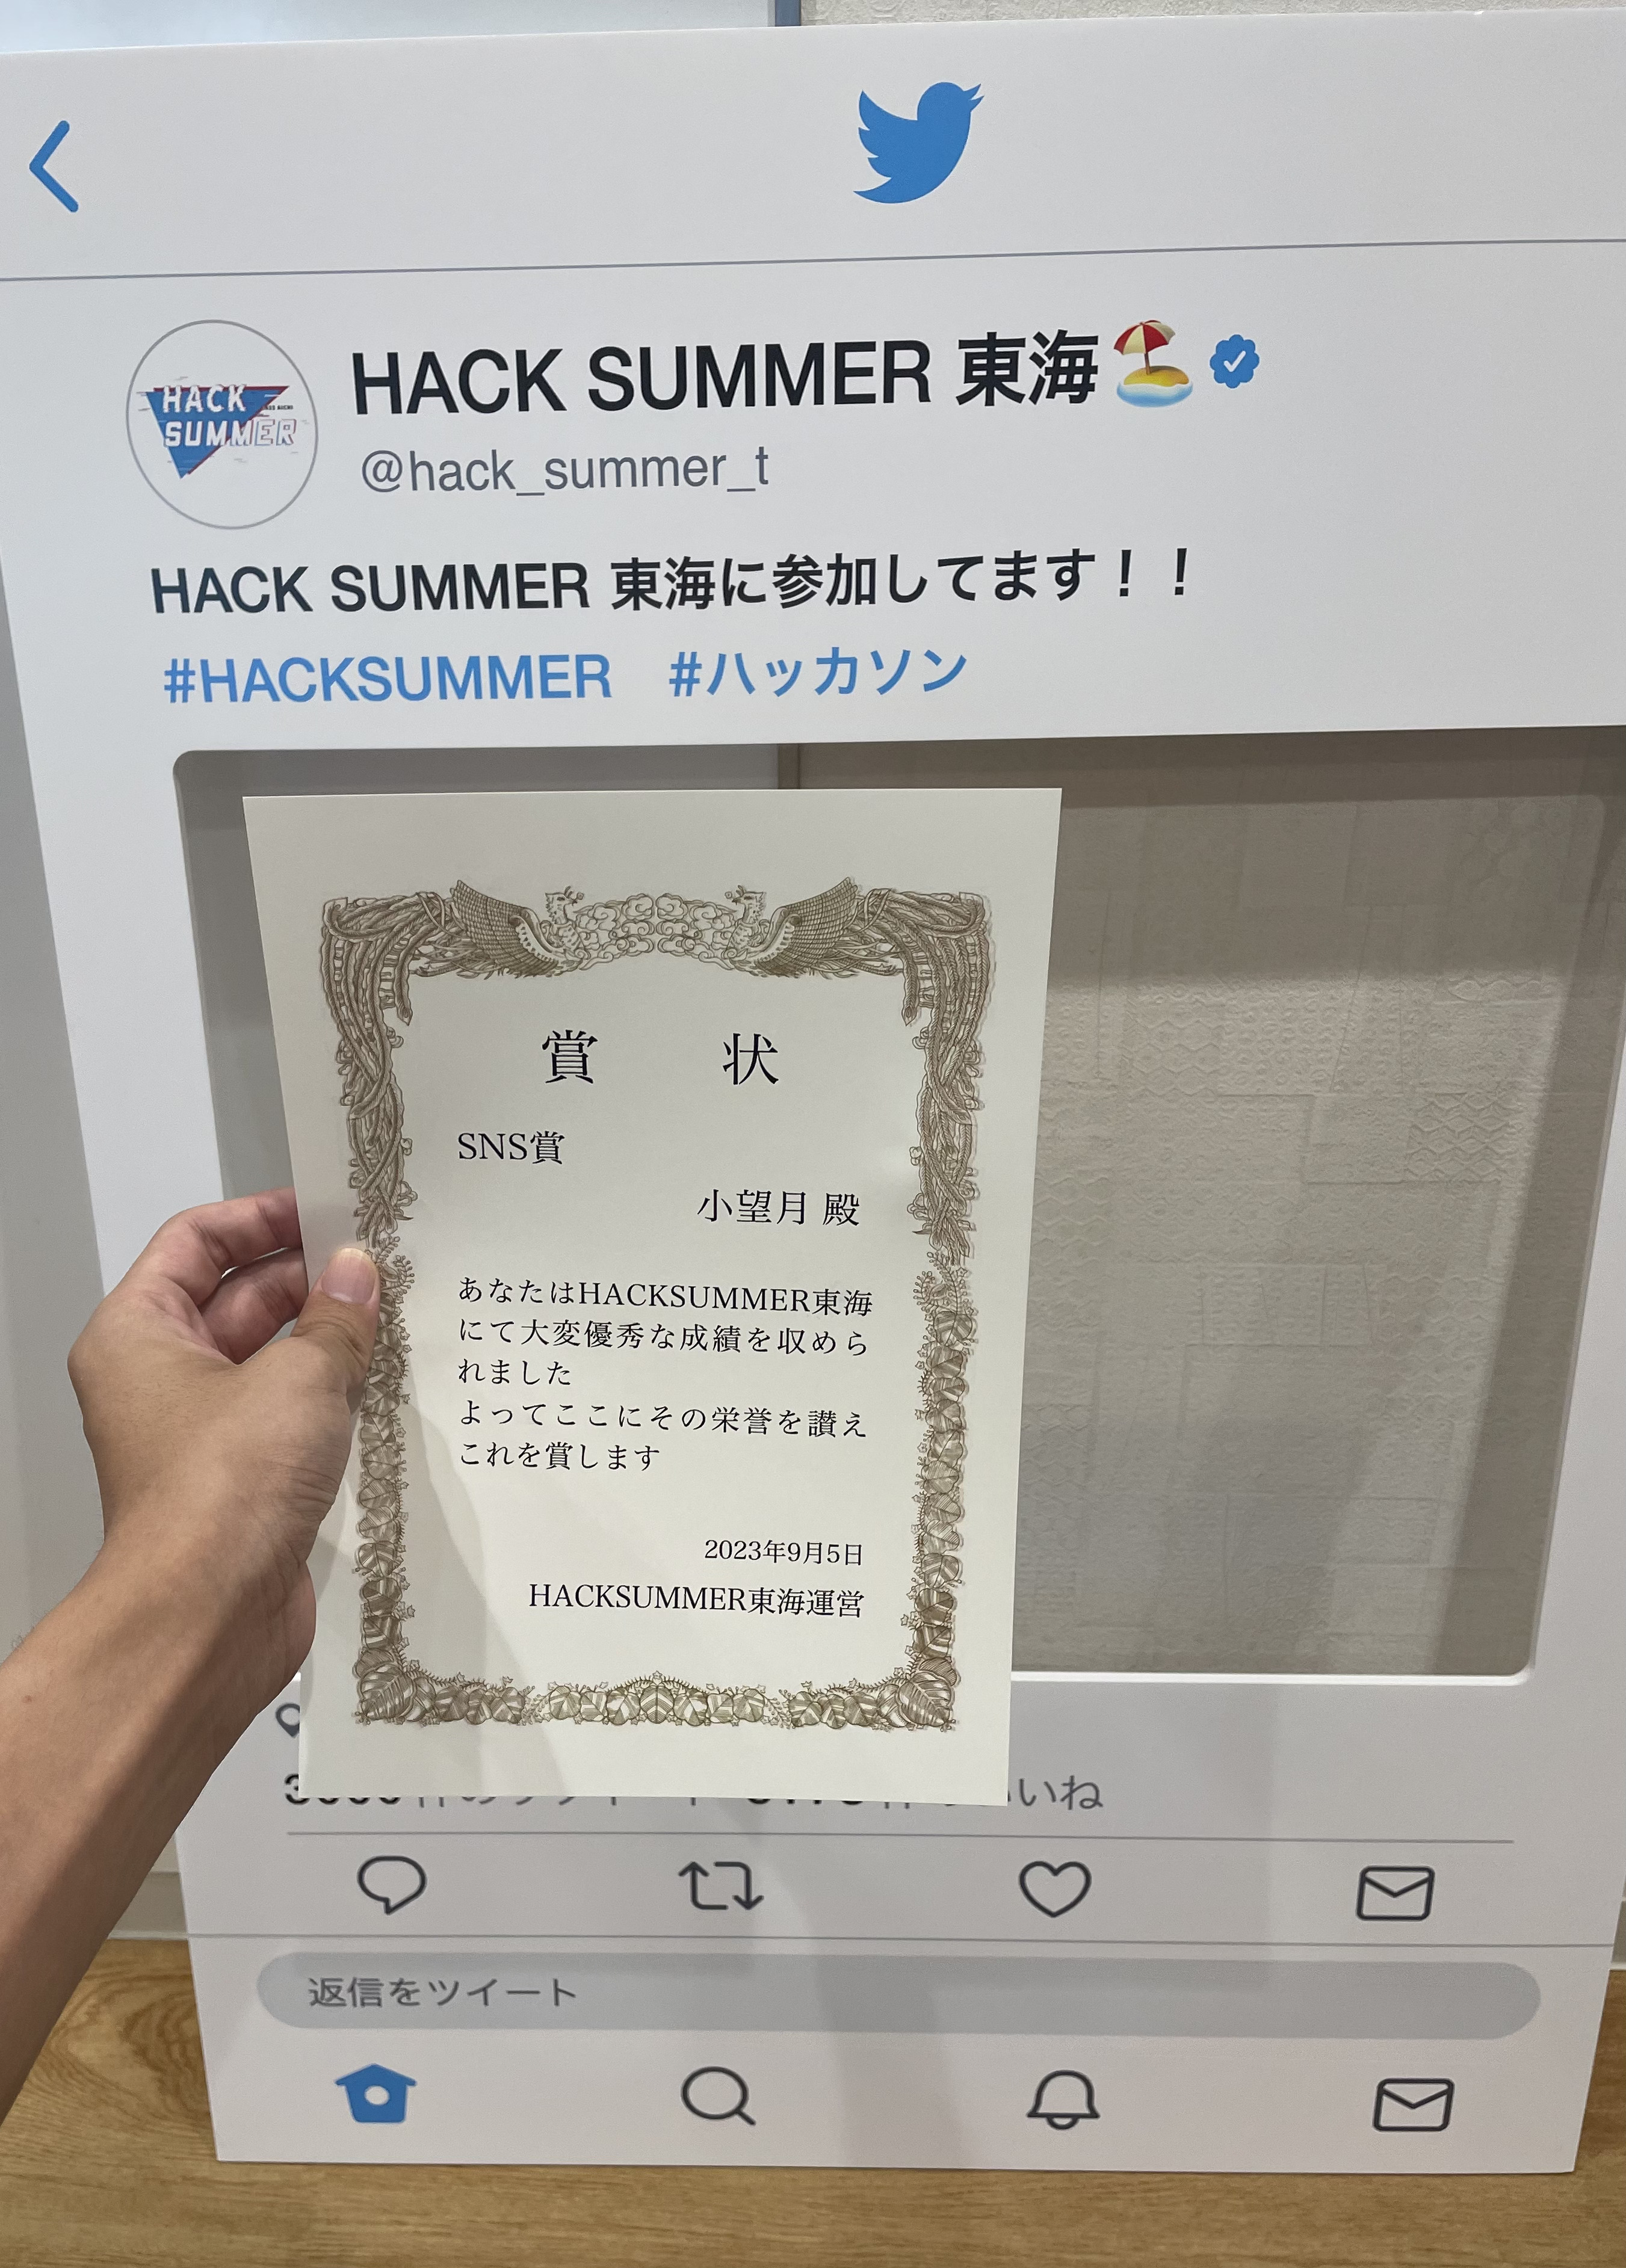 HACK SUMMER
HACK SUMMER 東海
@hack_summer_t
HACK SUMMER 東海に参加してます！！
#HACKSUMMER #ハッカソン
賞 状
SNS賞
小望月 殿
あなたはHACKSUMMER東海
にて大変優秀な成績を収めら
れました
よってここにその栄誉を讃え
これを賞します
2023年9月5日
HACKSUMMER東海運営
いいね
返信をツイート